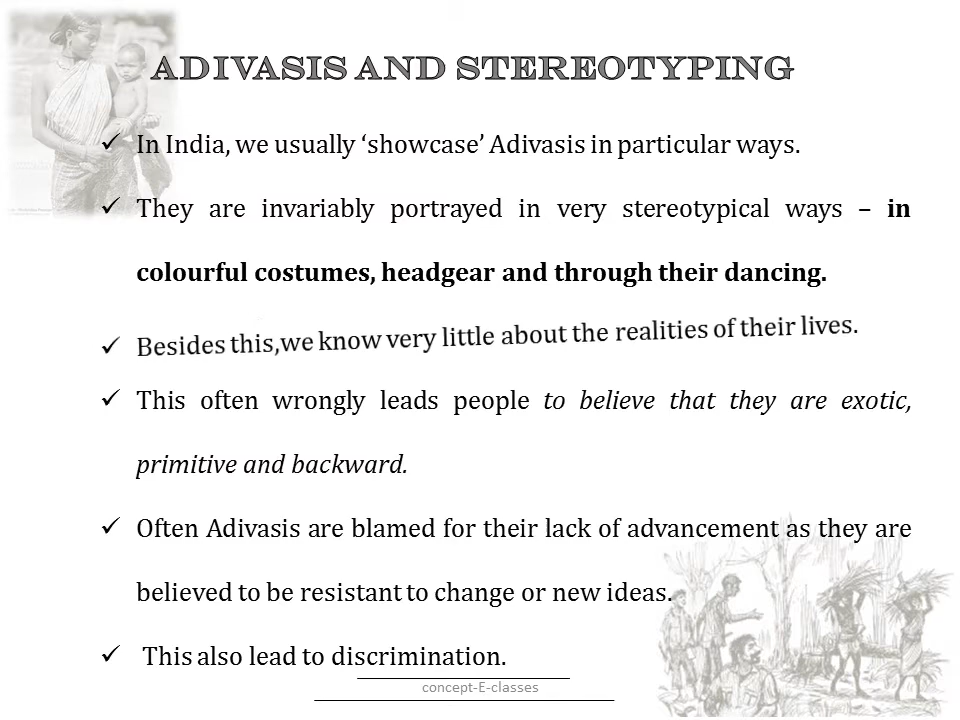 ADIVASIS AND STEREOTYPING
✓ In India, we usually ‘showcase’ Adivasis in particular ways.
✓ They are invariably portrayed in very stereotypical ways – in
colourful costumes, headgear and through their dancing.
✓ Besides this,we know very little about the realities of their lives.
✓ This often wrongly leads people to believe that they are exotic,
primitive and backward.
✓ Often Adivasis are blamed for their lack of advancement as they are
believed to be resistant to change or new ideas.
✓ This also lead to discrimination.
concept-E-classes